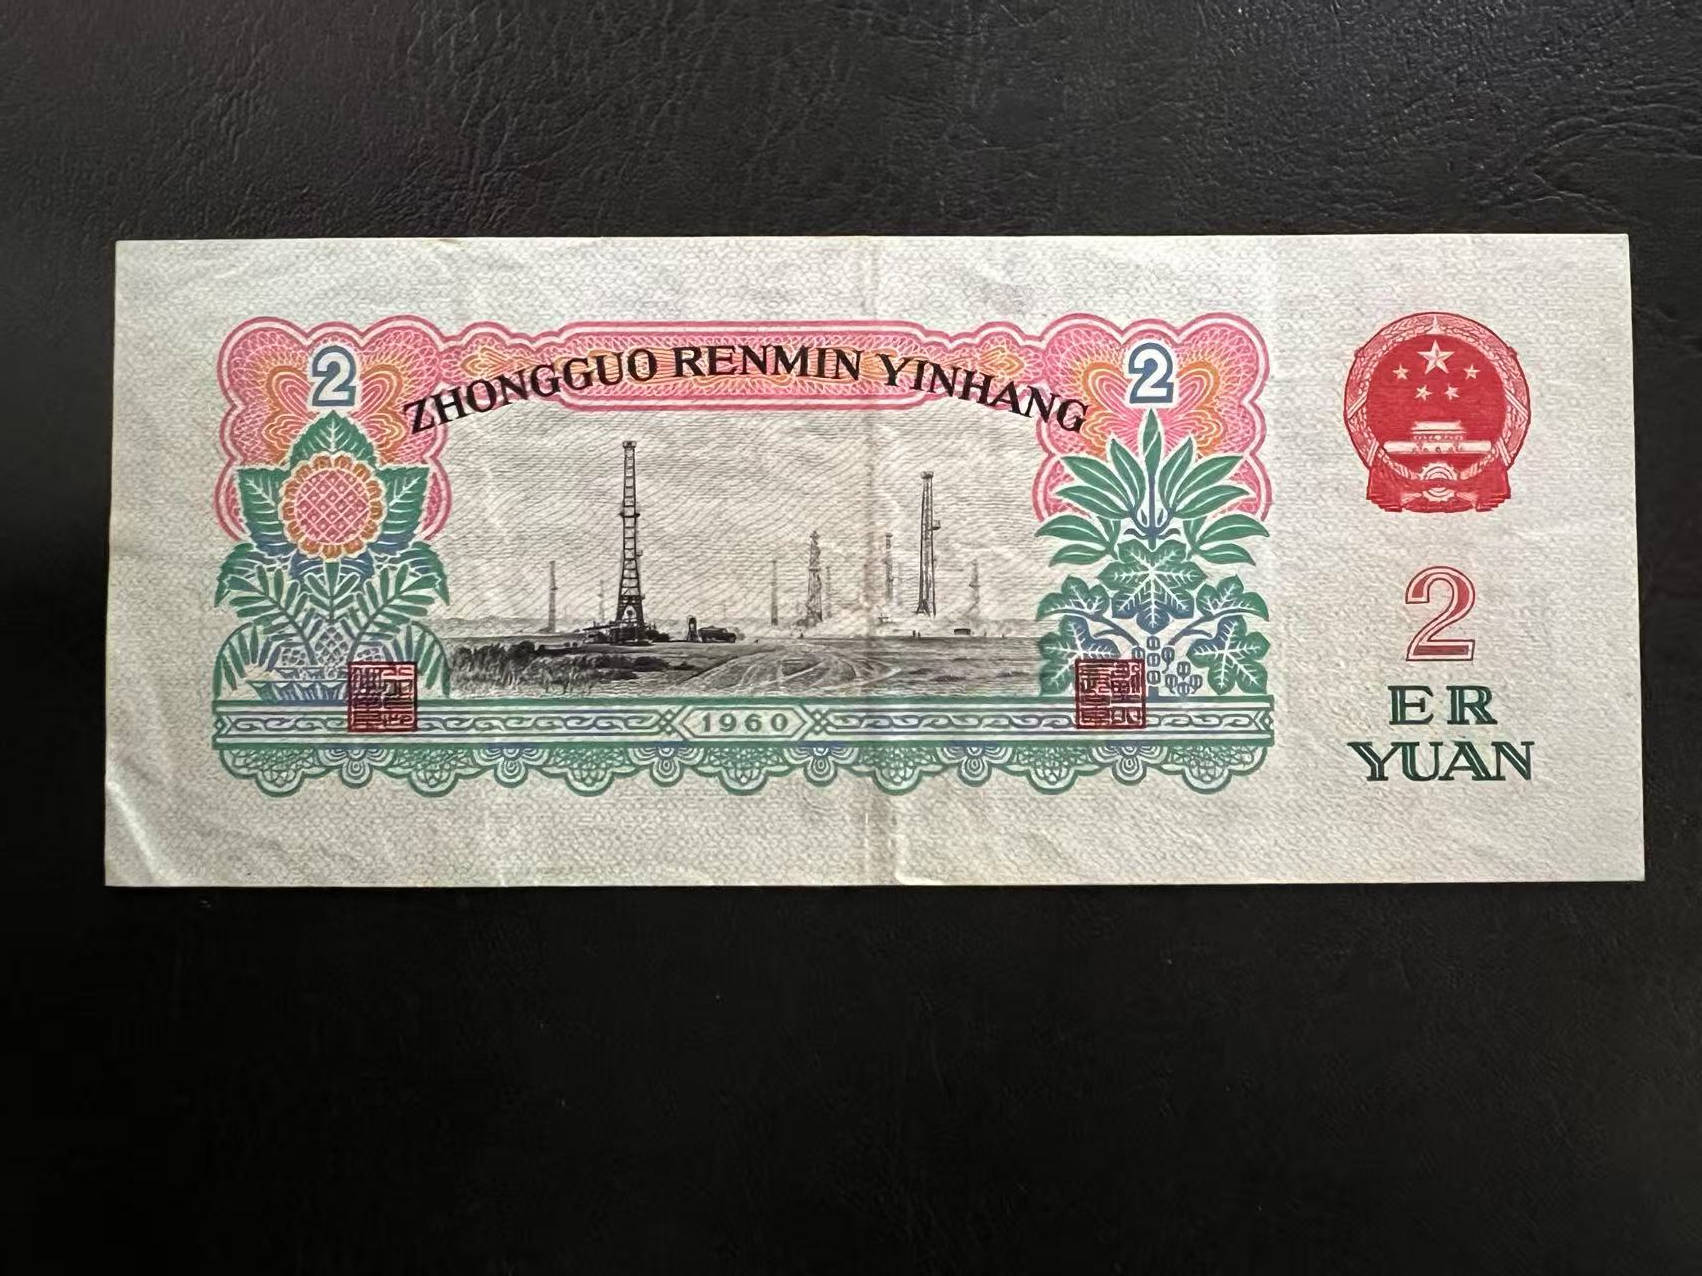 ZHONGGUO RENMIN YINHANG
2
2
1960
2
ER
YUAN